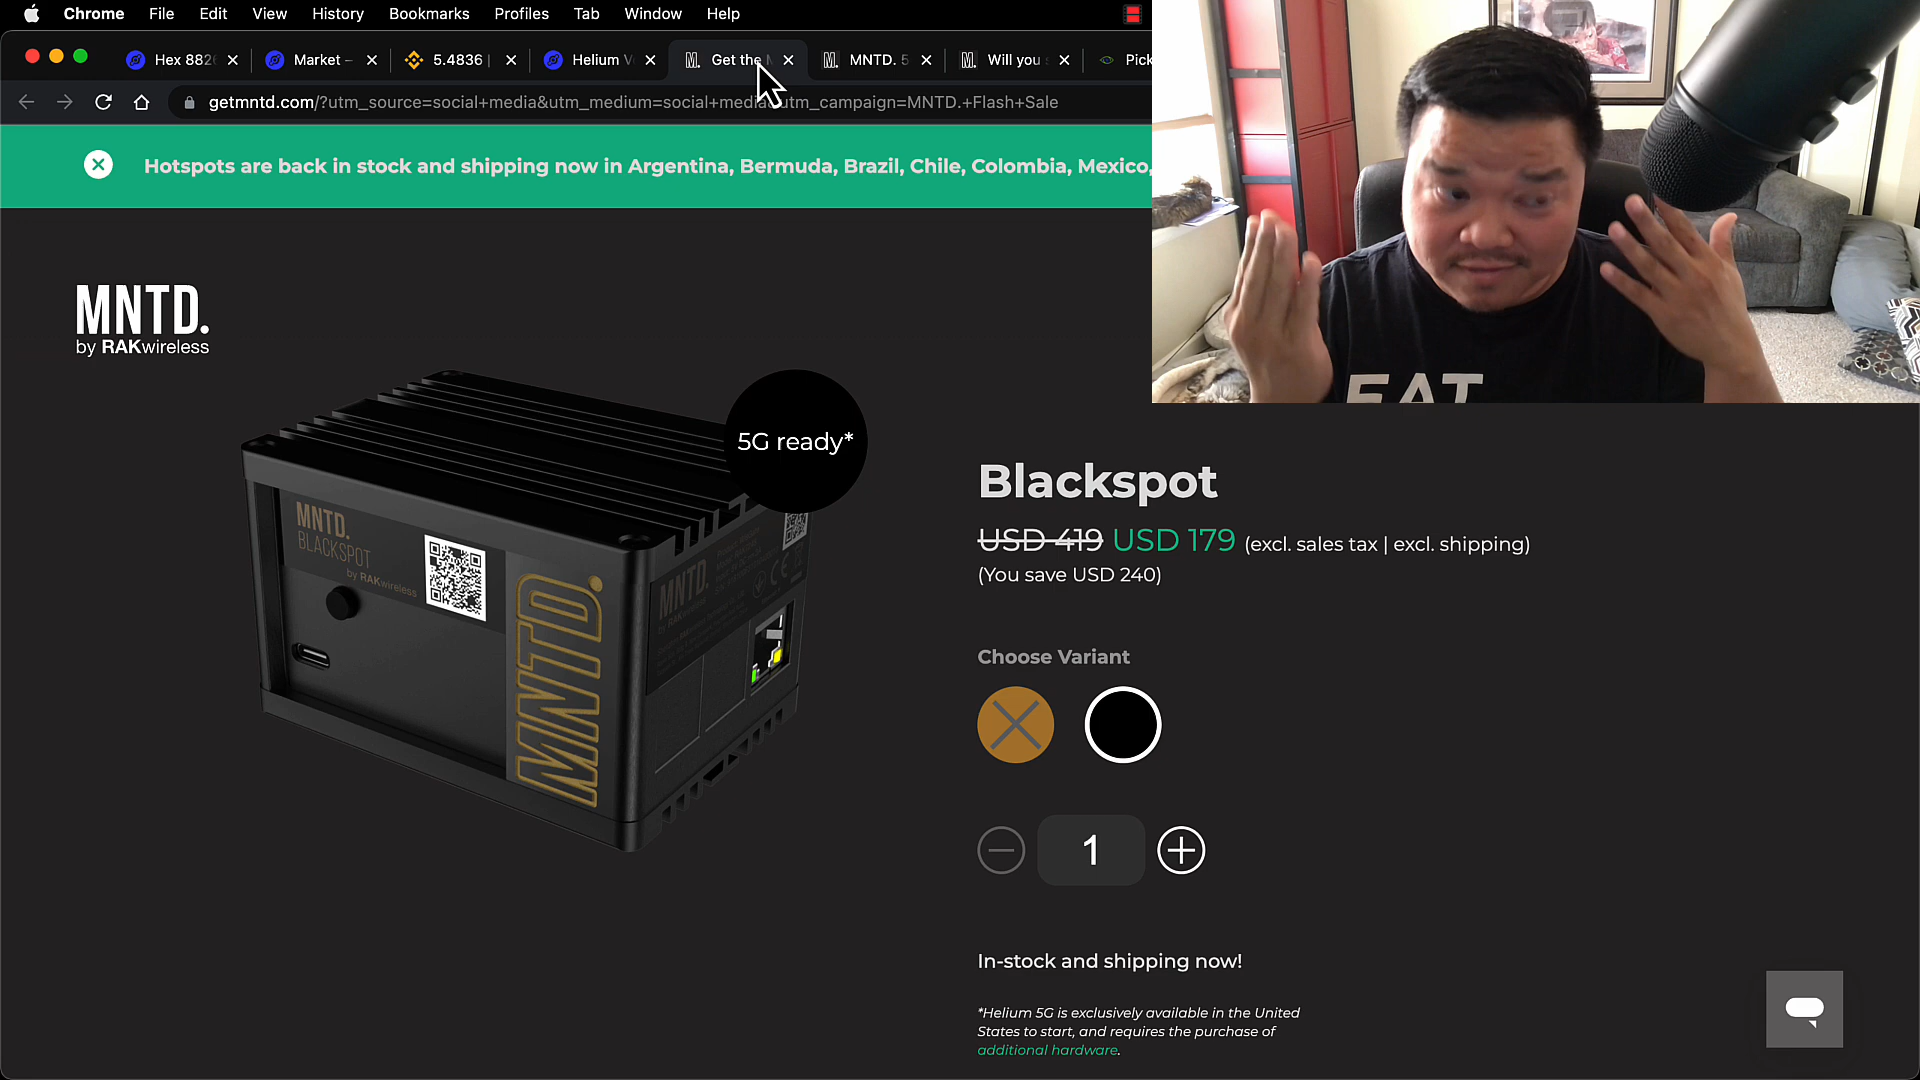 Chrome File Edit View History Bookmarks Profiles Tab Window Help
Hex 882 Market – 5.4836 | Helium V Get the MNTD. 5 Will you Pick
getmntd.com/?utm_source=social+media&utm_medium=social+media&utm_campaign=MNTD.+Flash+Sale
Hotspots are back in stock and shipping now in Argentina, Bermuda, Brazil, Chile, Colombia, Mexico,
MNTD.
by RAKwireless
EAT
5G ready*
MNTD.
BLACKSPOT
by RAKwireless
MNTD.
MNTD.
Blackspot
USD 419 USD 179 (excl. sales tax | excl. shipping)
(You save USD 240)
Choose Variant
1
In-stock and shipping now!
*Helium 5G is exclusively available in the United
States to start, and requires the purchase of
additional hardware.